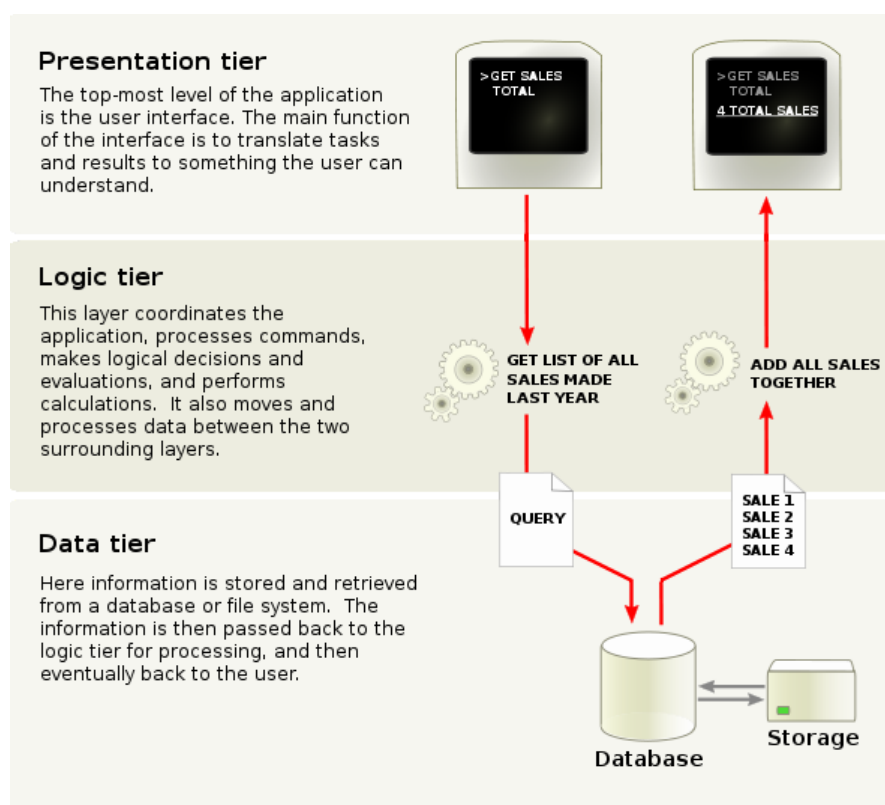 Presentation tier
The top-most level of the application
is the user interface. The main function
of the interface is to translate tasks
and results to something the user can
understand.
>GET SALES
TOTAL
>GET SALES
TOTAL
4 TOTAL SALES
Logic tier
This layer coordinates the
application, processes commands,
makes logical decisions and
evaluations, and performs
calculations.  It also moves and
processes data between the two
surrounding layers.
GET LIST OF ALL
SALES MADE
LAST YEAR
ADD ALL SALES
TOGETHER
QUERY
SALE 1
SALE 2
SALE 3
SALE 4
Data tier
Here information is stored and retrieved
from a database or file system.  The
information is then passed back to the
logic tier for processing, and then
eventually back to the user.
Database
Storage